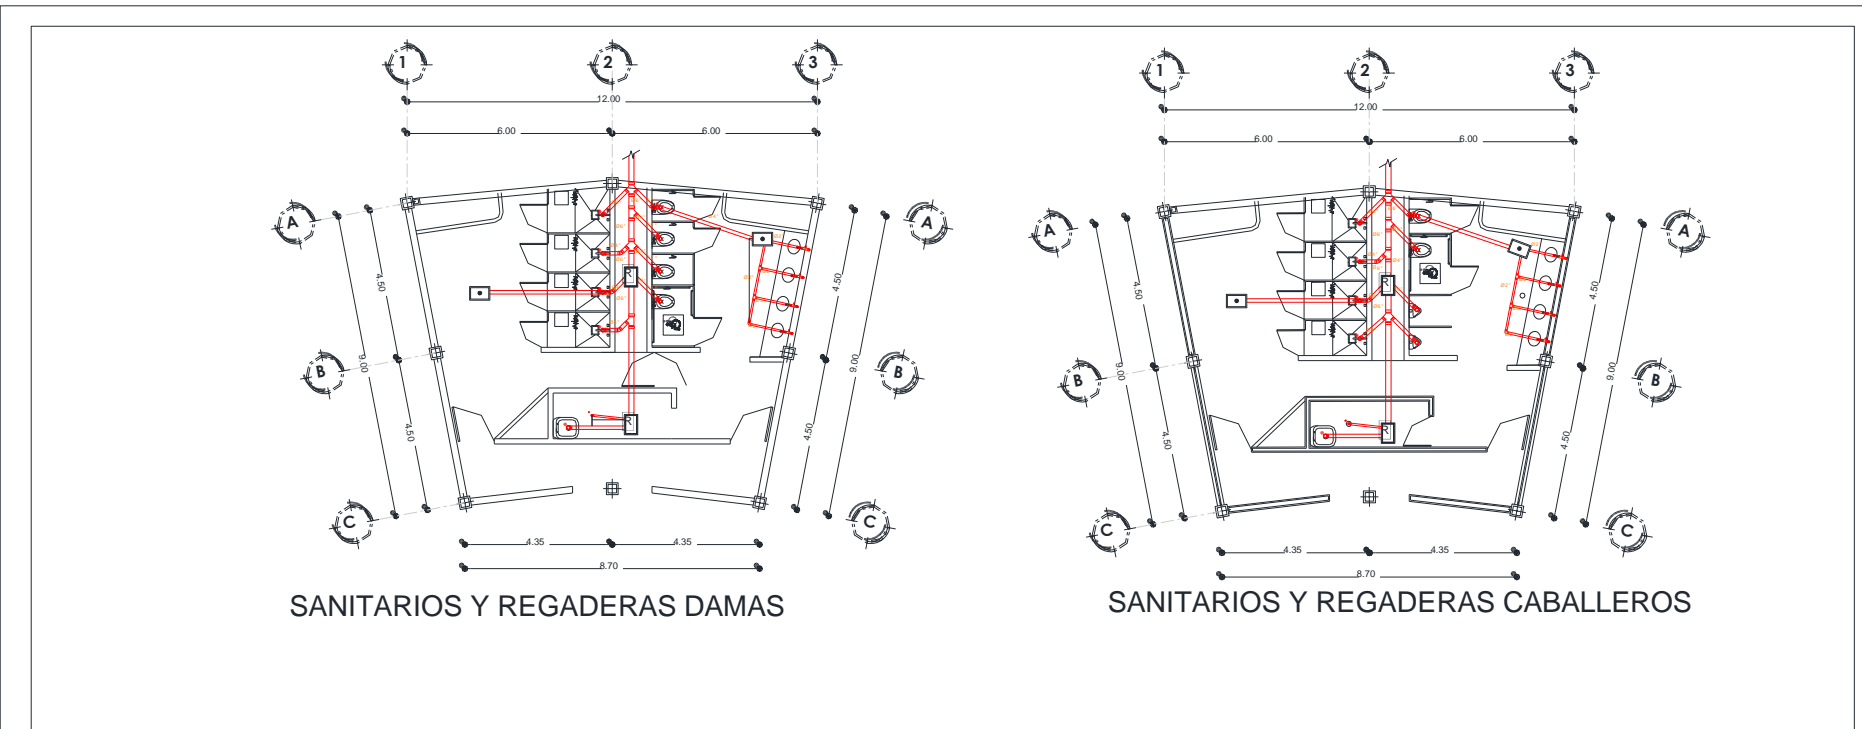 1 2 3
12.00
6.00 6.00
A A
4.50 4.50
9.00 9.00
B B
4.50 4.50
R
R
C C
4.35 4.35
8.70
SANITARIOS Y REGADERAS DAMAS
1 2 3
12.00
6.00 6.00
A A
4.50 4.50
9.00 9.00
B B
4.50 4.50
R
R
C C
4.35 4.35
8.70
SANITARIOS Y REGADERAS CABALLEROS